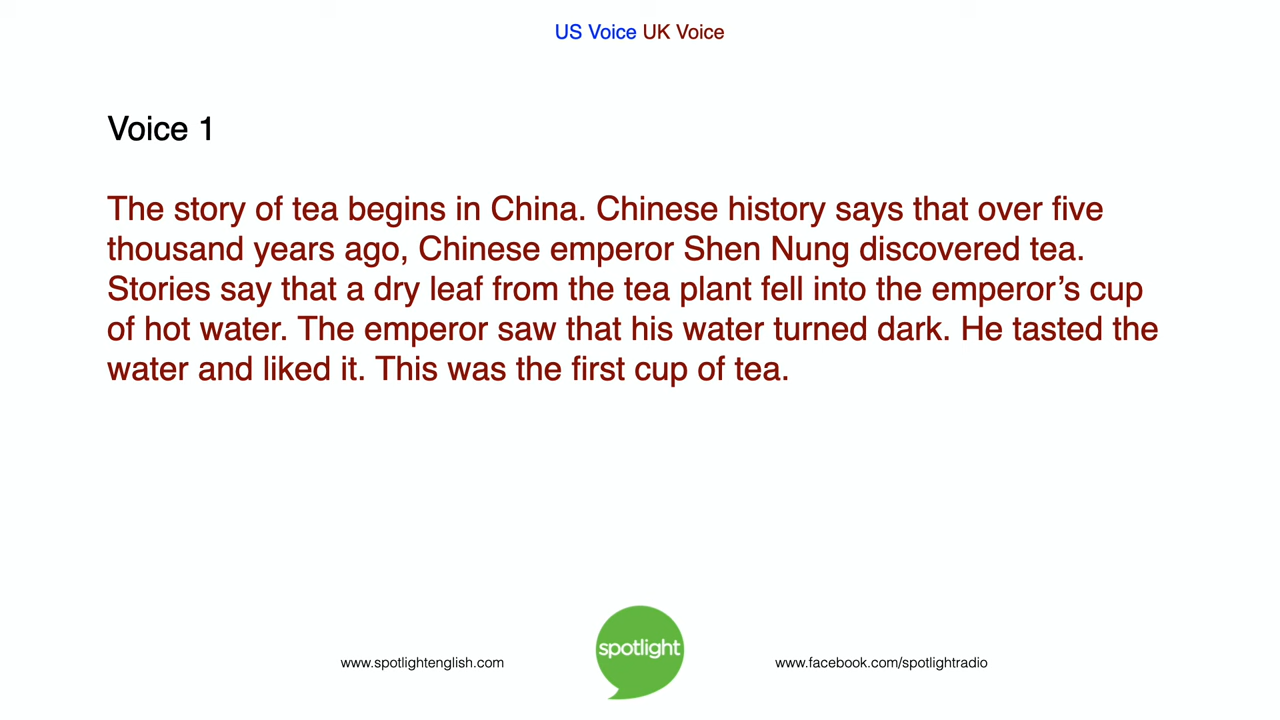 US Voice UK Voice
Voice 1
The story of tea begins in China. Chinese history says that over five
thousand years ago, Chinese emperor Shen Nung discovered tea.
Stories say that a dry leaf from the tea plant fell into the emperor’s cup
of hot water. The emperor saw that his water turned dark. He tasted the
water and liked it. This was the first cup of tea.
spotlight
www.spotlightenglish.com
www.facebook.com/spotlightradio